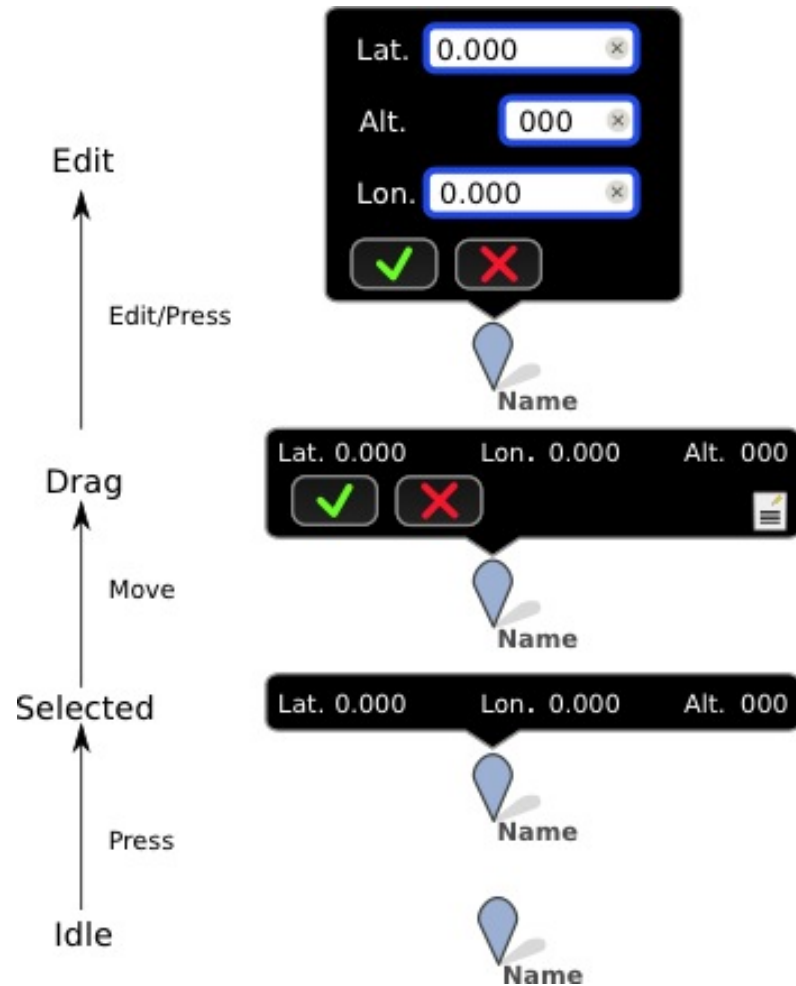 Lat. 0.000
Alt. 000
Lon. 0.000
Edit
Edit/Press
Name
Lat. 0.000 Lon. 0.000 Alt. 000
Drag
Move
Name
Selected
Lat. 0.000 Lon. 0.000 Alt. 000
Name
Press
Idle
Name